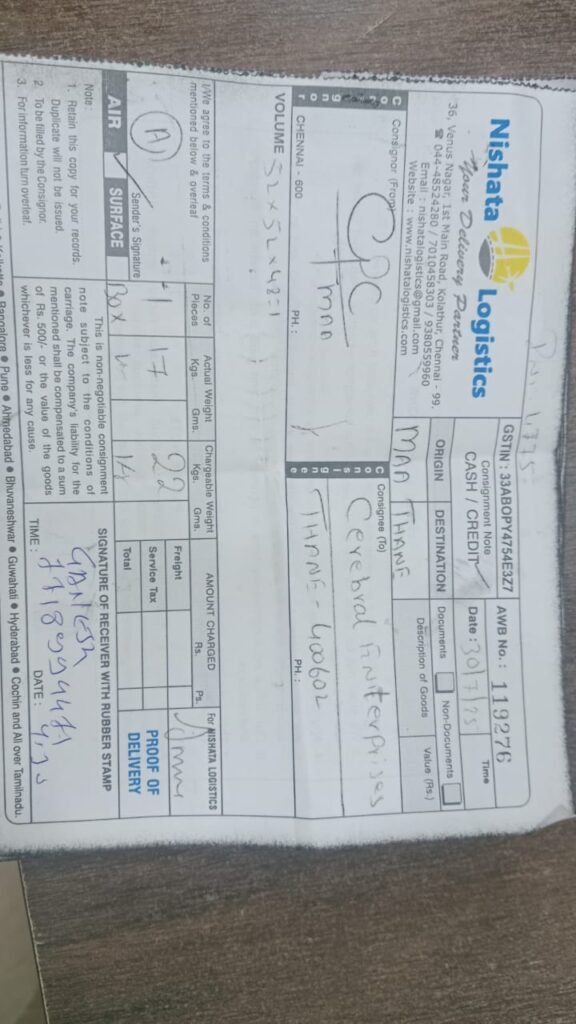 Nishata Logistics
Your Delivery Partner
36, Venus Nagar, 1st Main Road, Kolathur, Chennai - 99.
☎ 044-48524280 / 7010458303 / 9380559960
Email : nishatalogistics@gmail.com
Website : www.nishatalogistics.com
GSTIN : 33ABOPY4754E3Z7
Consignment Note
CASH / CREDIT
AWB No. : 119276
Date : 30/7/25
Time
ORIGIN
DESTINATION
MAA
THANE
Documents
Non-Documents
Description of Goods
Value (Rs.)
Consignor
Consignor (From)
CPC
MAA
CHENNAI - 600
PH. :
Consignee
Consignee (To)
Cerebral Enterprises
THANE - 400602
PH. :
VOLUME 52 x 52 x 48 = 1
I/We agree to the terms & conditions
mentioned below & overleaf
(A)
Sender's Signature
AIR
SURFACE
No. of
Pieces
1
Box
Actual Weight
Kgs. Gms.
17
Chargeable Weight
Kgs. Gms.
22
AMOUNT CHARGED
Rs. Ps.
Freight
Service Tax
Total
For NISHATA LOGISTICS
PROOF OF
DELIVERY
Note :
1. Retain this copy for your records.
Duplicate will not be issued.
2. To be filled by the Consignor.
3. For information turn overleaf.
This is non-negotiable consignment
note subject to the conditions of
carriage. The company's liability for the
mentioned shall be compensated to a sum
of Rs. 500/- or the value of the goods
whichever is less for any cause.
SIGNATURE OF RECEIVER WITH RUBBER STAMP
GANESH
TIME :
DATE :
Bangalore ● Pune ● Ahmedabad ● Bhuvaneshwar ● Guwahati ● Hyderabad ● Cochin and All over Tamilnadu.